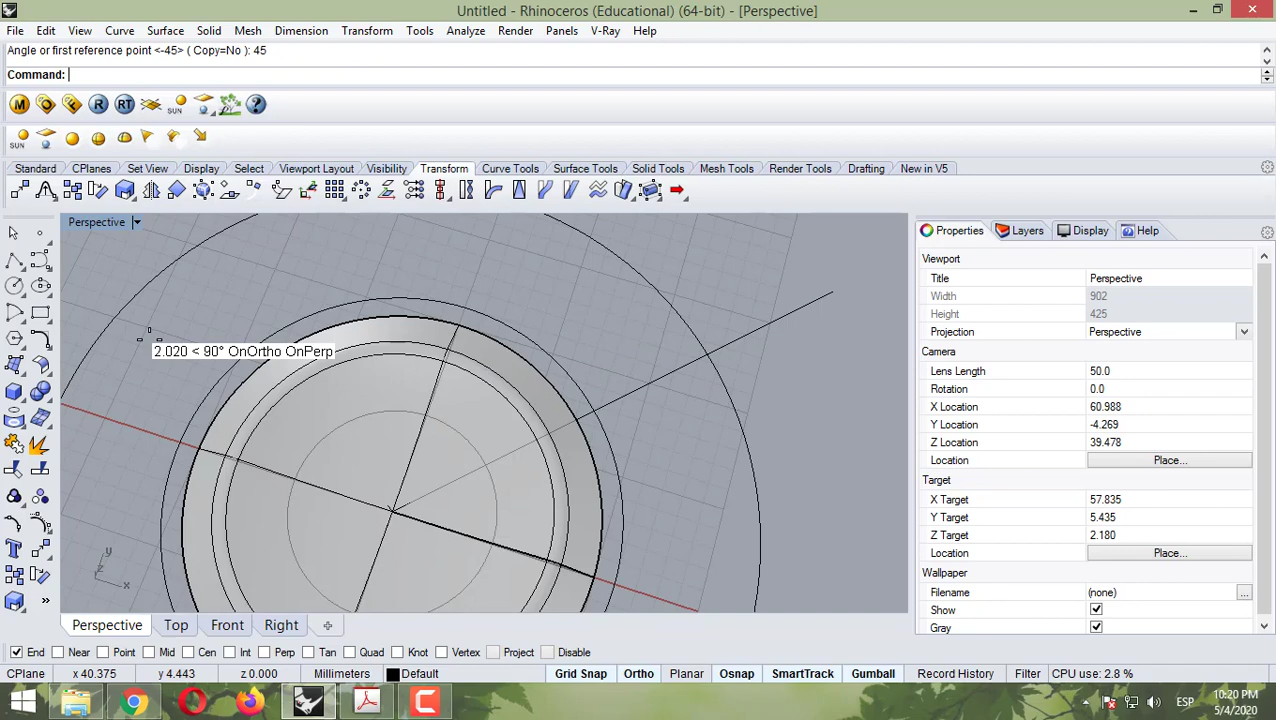 Untitled - Rhinoceros (Educational) (64-bit) - [Perspective]
File Edit View Curve Surface Solid Mesh Dimension Transform Tools Analyze Render Panels V-Ray Help
Angle or first reference point <-45> ( Copy=No ): 45
Command:
M O F R RT SUN ?
SUN
Standard CPlanes Set View Display Select Viewport Layout Visibility Transform Curve Tools Surface Tools Solid Tools Mesh Tools Render Tools Drafting New in V5
Perspective
Properties Layers Display Help
Viewport
Title Perspective
Width 902
Height 425
Projection Perspective
Camera
Lens Length 50.0
Rotation 0.0
X Location 60.988
Y Location -4.269
Z Location 39.478
Location Place...
Target
X Target 57.835
Y Target 5.435
Z Target 2.180
Location Place...
Wallpaper
Filename (none) ...
Show
Gray
2.020 < 90° OnOrtho OnPerp
y
z
x
Perspective Top Front Right
End Near Point Mid Cen Int Perp Tan Quad Knot Vertex Project Disable
CPlane x 40.375 y 4.443 z 0.000 Millimeters Default Grid Snap Ortho Planar Osnap SmartTrack Gumball Record History Filter CPU use: 2.8 %
ESP
10:20 PM
5/4/2020